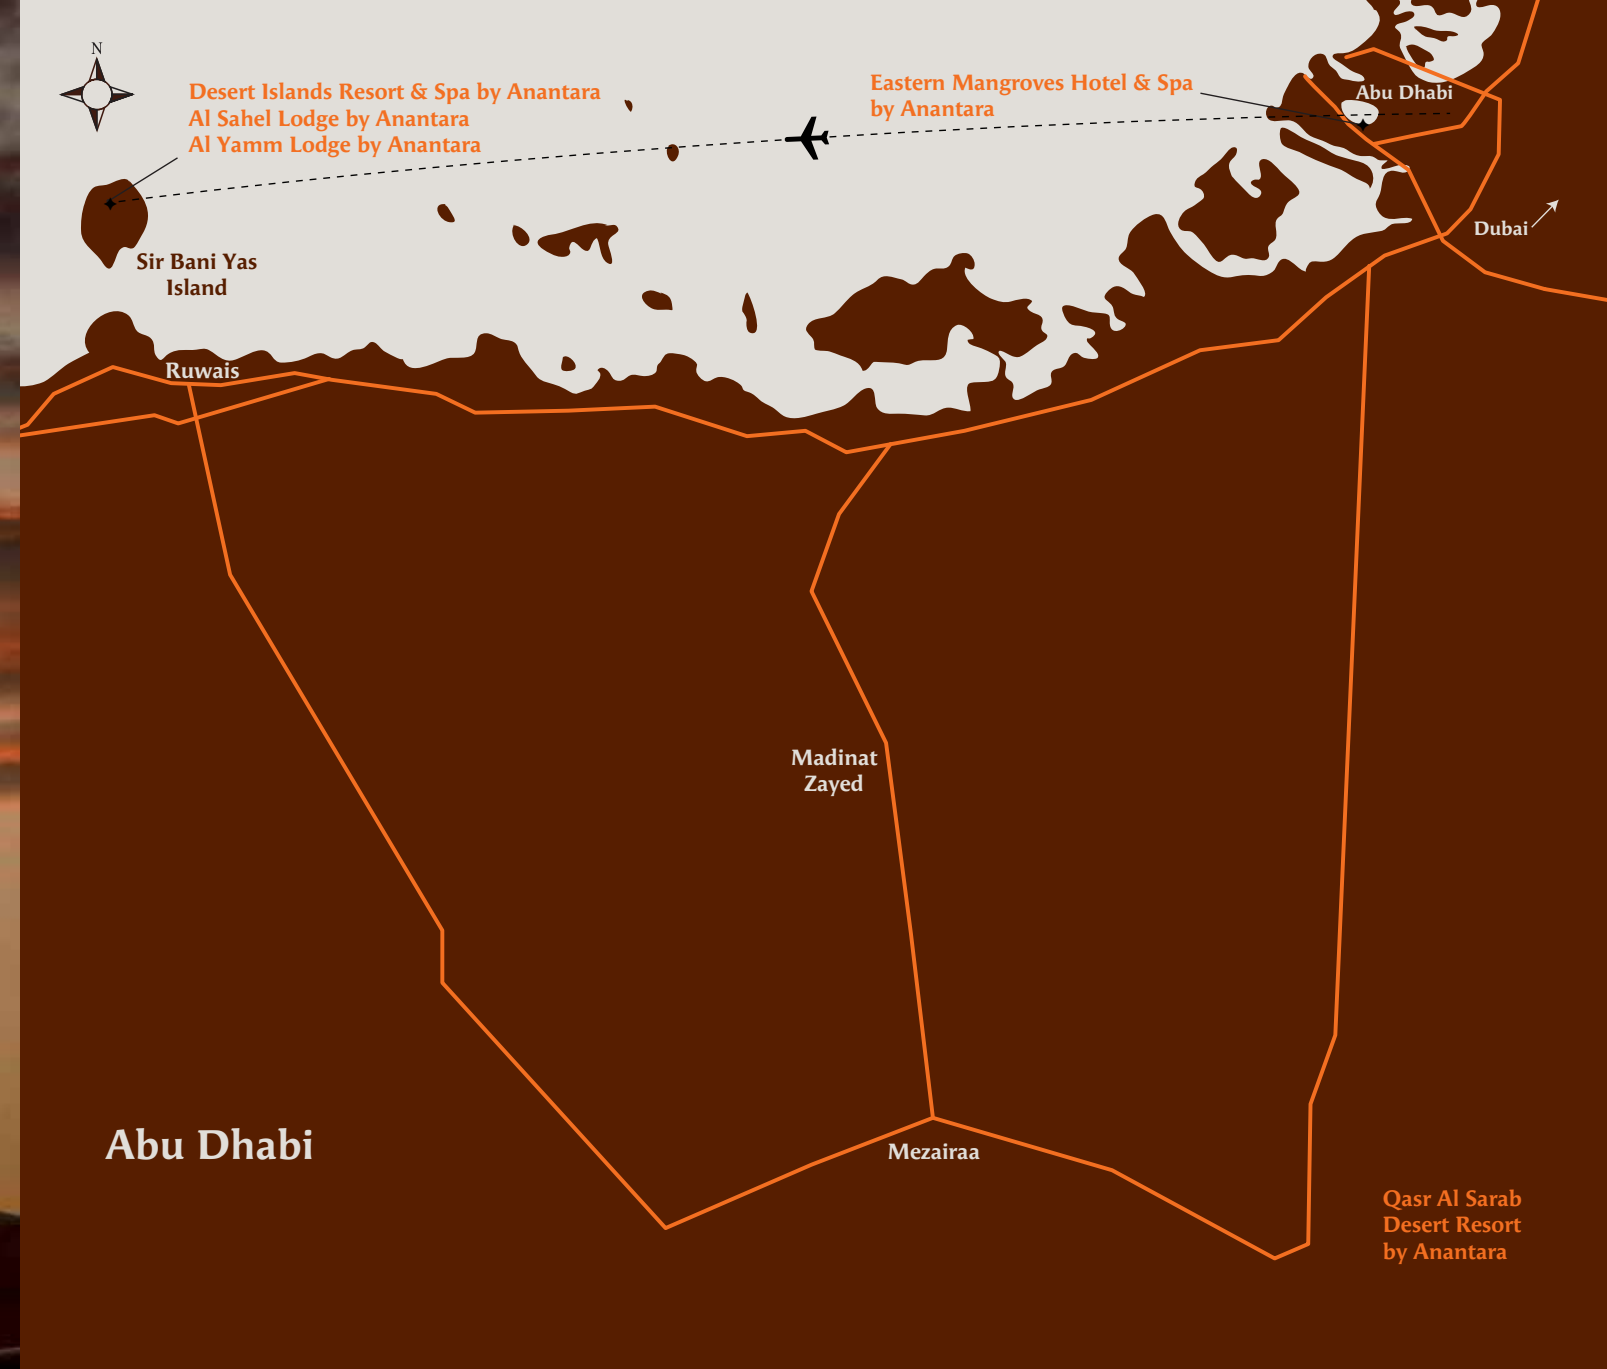 N
Desert Islands Resort & Spa by Anantara
Al Sahel Lodge by Anantara
Al Yamm Lodge by Anantara
Eastern Mangroves Hotel & Spa
by Anantara
Abu Dhabi
Dubai
Sir Bani Yas
Island
Ruwais
Madinat
Zayed
Abu Dhabi
Mezairaa
Qasr Al Sarab
Desert Resort
by Anantara